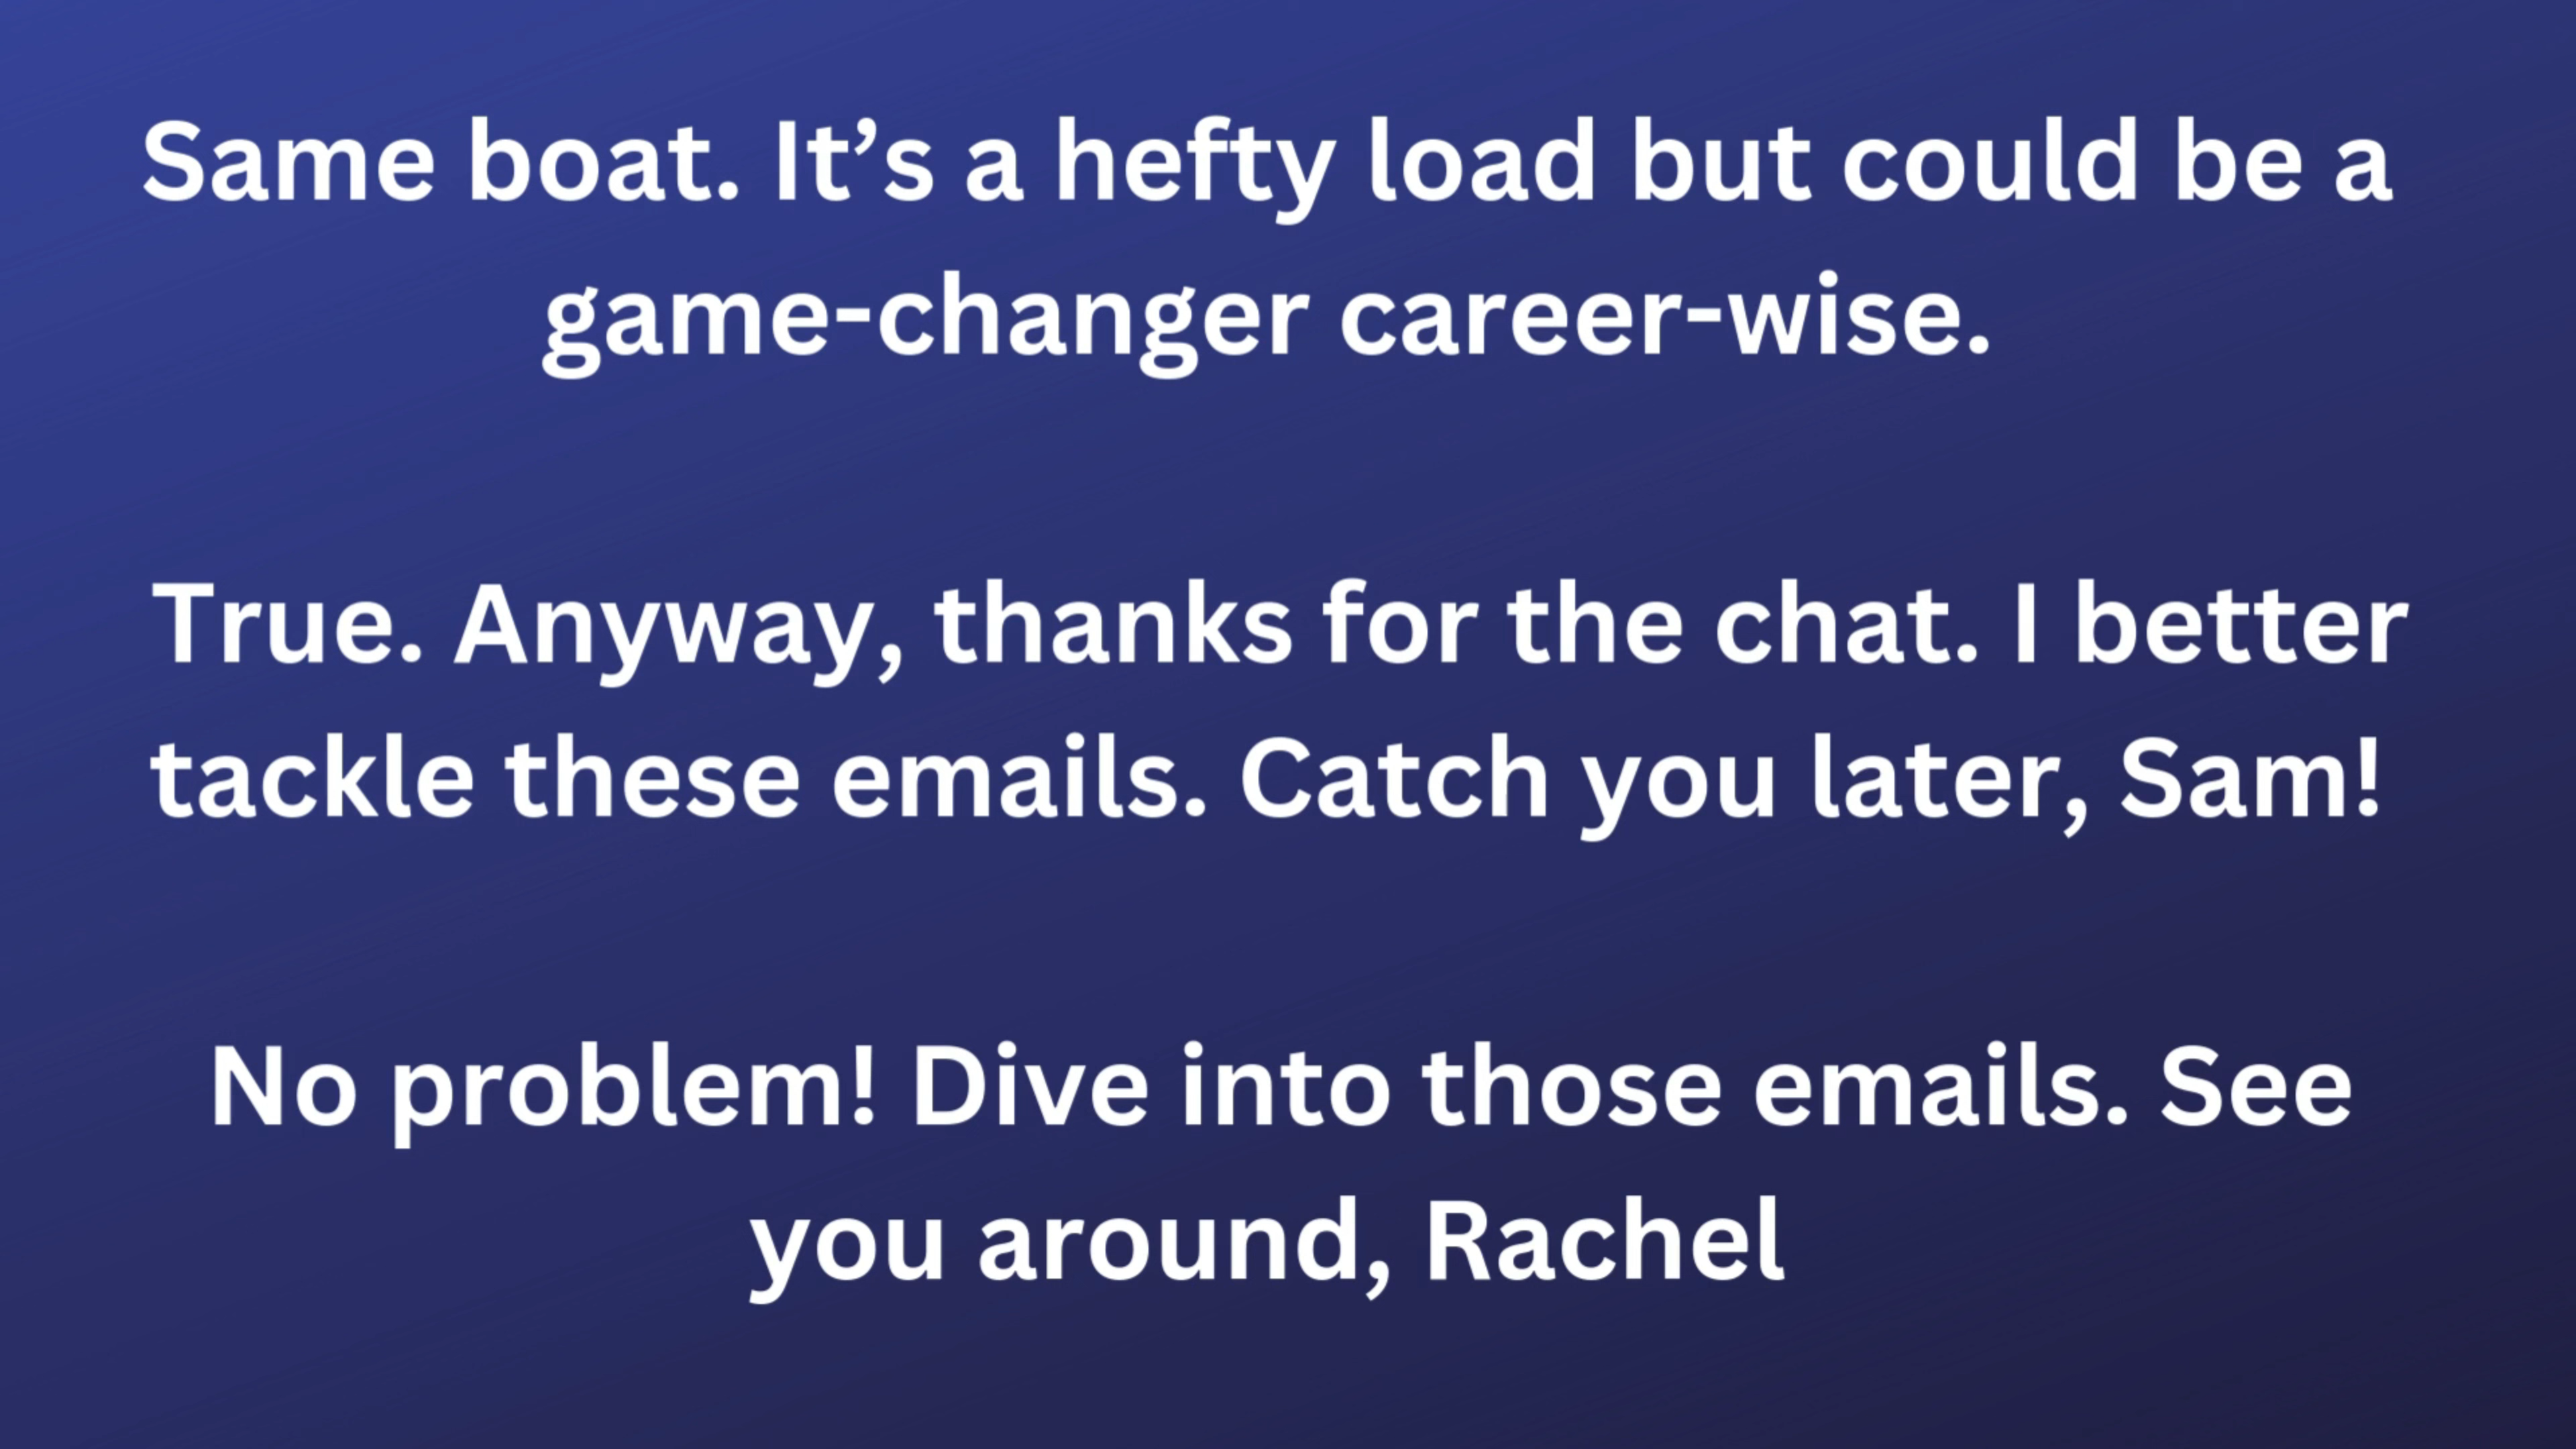 Same boat. It’s a hefty load but could be a
game-changer career-wise.
True. Anyway, thanks for the chat. I better
tackle these emails. Catch you later, Sam!
No problem! Dive into those emails. See
you around, Rachel